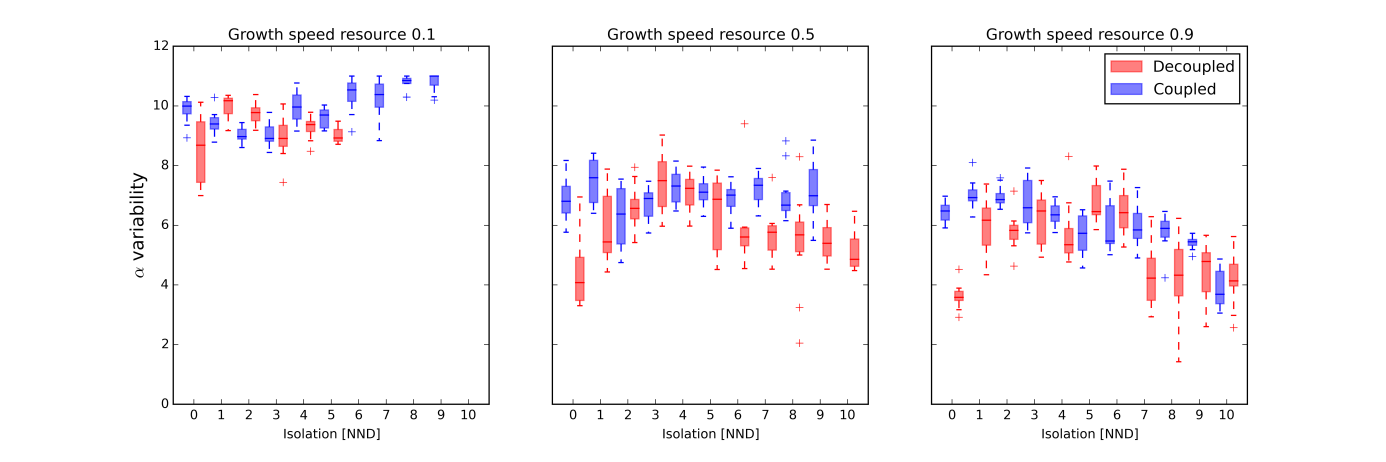 Growth speed resource 0.1
Growth speed resource 0.5
Growth speed resource 0.9
Decoupled
Coupled
α variability
12
10
8
6
4
2
0
0 1 2 3 4 5 6 7 8 9 10
0 1 2 3 4 5 6 7 8 9 10
0 1 2 3 4 5 6 7 8 9 10
Isolation [NND]
Isolation [NND]
Isolation [NND]